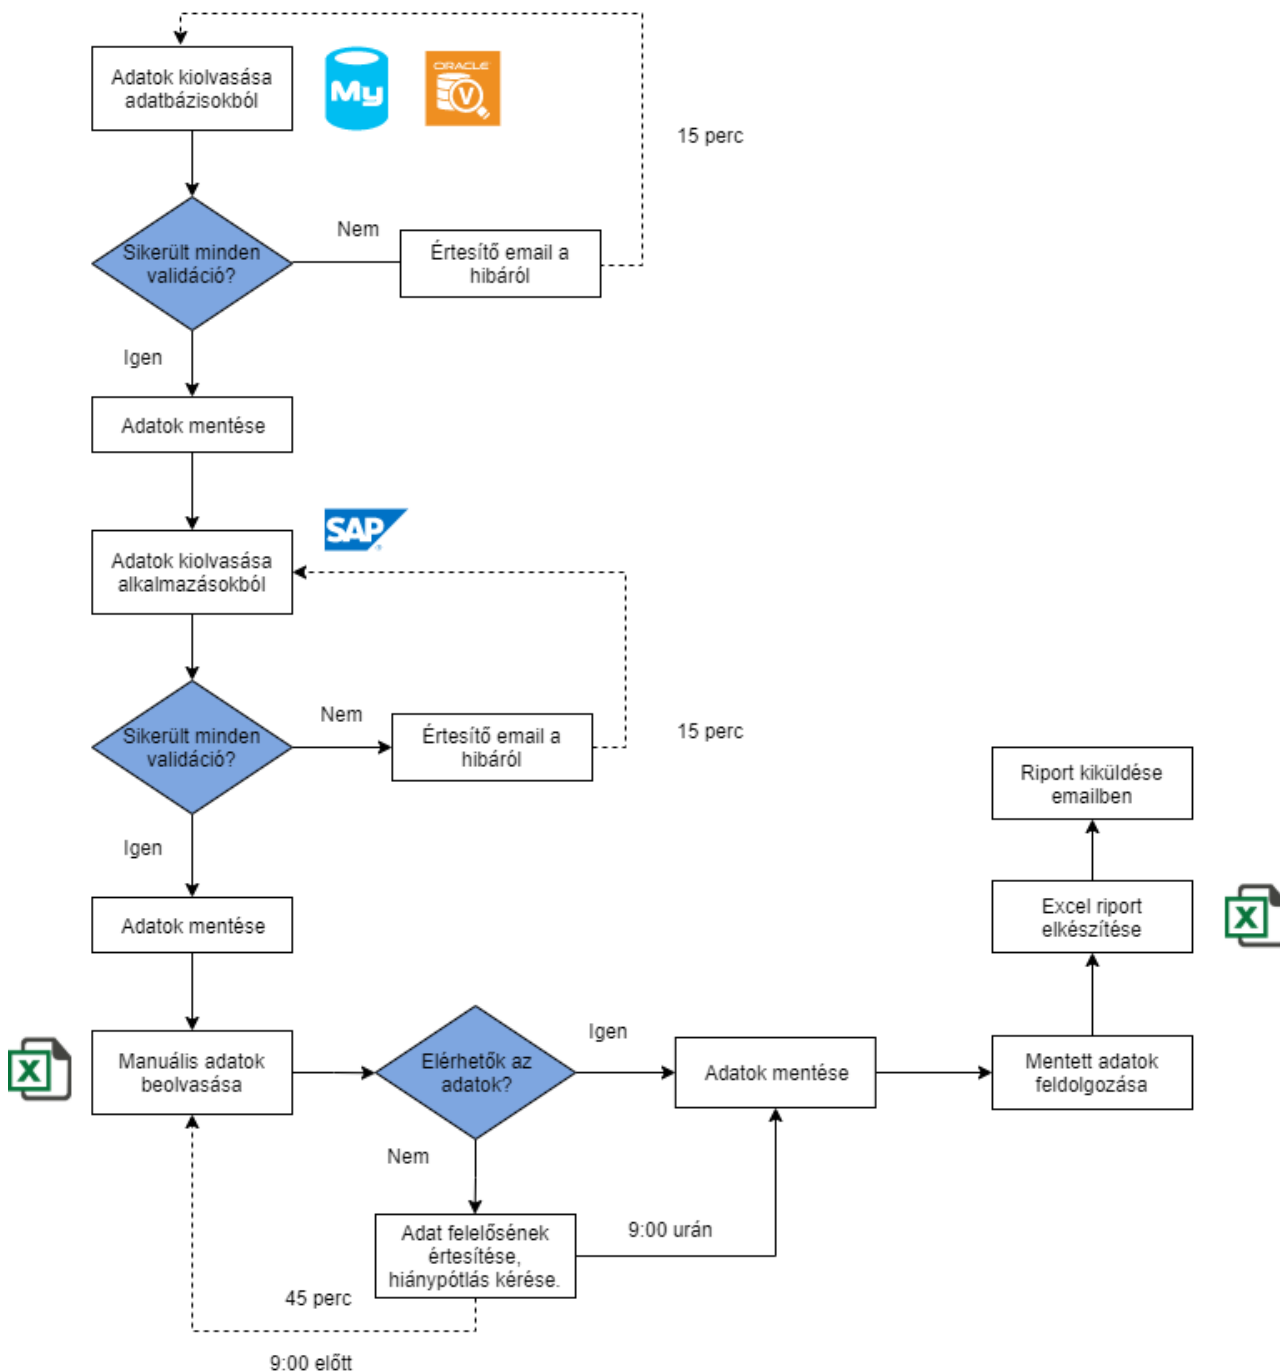 Adatok kiolvasása
adatbázisokból
My
ORACLE
V
15 perc
Sikerült minden
validáció?
Nem
Értesítő email a
hibáról
Igen
Adatok mentése
SAP
Adatok kiolvasása
alkalmazásokból
Sikerült minden
validáció?
Nem
Értesítő email a
hibáról
15 perc
Igen
Adatok mentése
X
Manuális adatok
beolvasása
Elérhetők az
adatok?
Igen
Adatok mentése
Mentett adatok
feldolgozása
Excel riport
elkészítése
X
Riport kiküldése
emailben
Nem
Adat felelősének
értesítése,
hiánypótlás kérése.
9:00 urán
45 perc
9:00 előtt